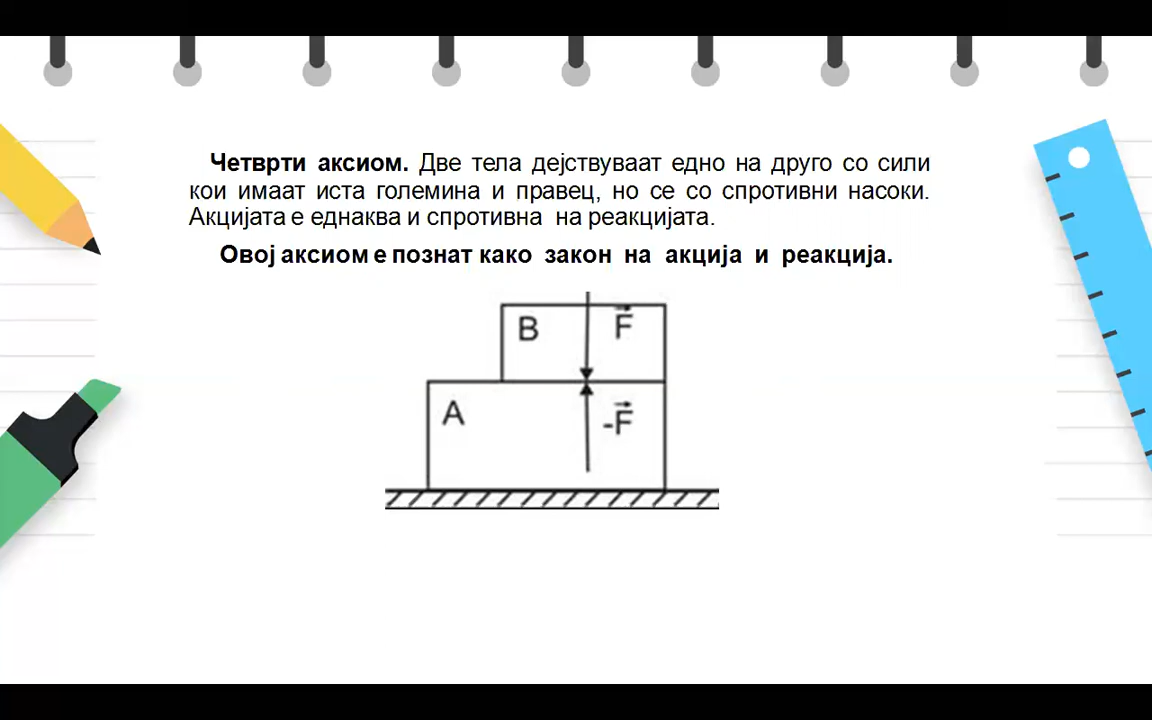 Четврти аксиом. Две тела дејствуваат едно на друго со сили
кои имаат иста големина и правец, но се со спротивни насоки.
Акцијата е еднаква и спротивна на реакцијата.
Овој аксиом е познат како закон на акција и реакција.
B F⃗
A -F⃗